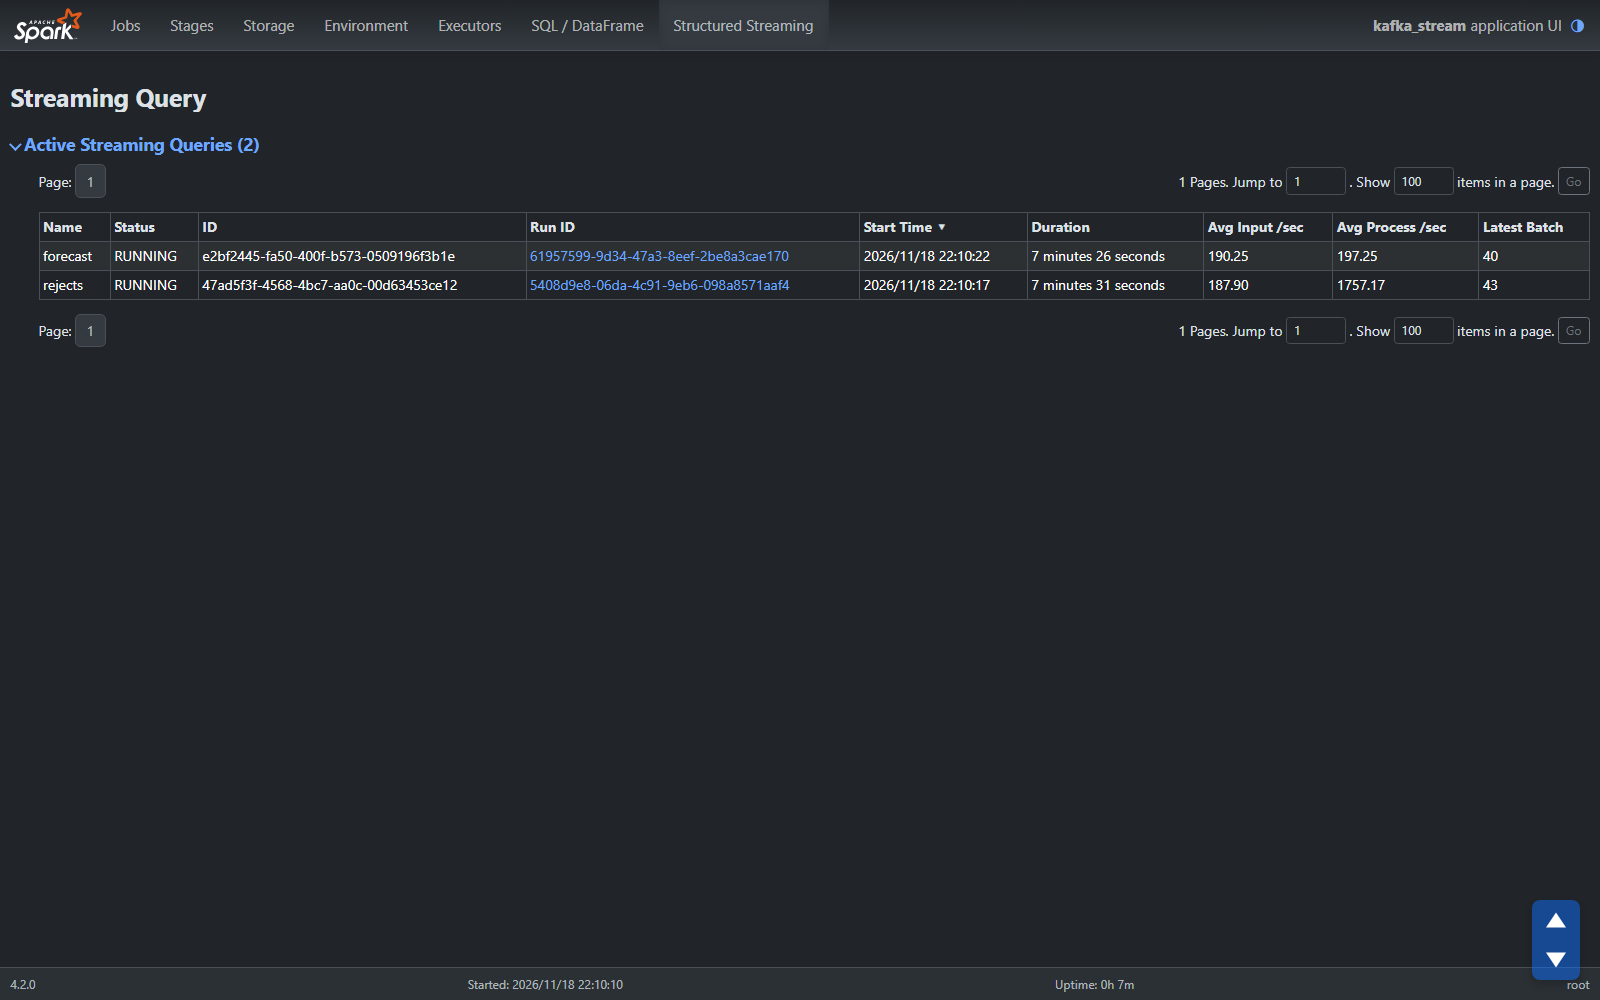 APACHE Spark Jobs Stages Storage Environment Executors SQL / DataFrame Structured Streaming kafka_stream application UI
Streaming Query
Active Streaming Queries (2)
Page: 1 1 Pages. Jump to 1 . Show 100 items in a page. Go
Name Status ID Run ID Start Time ▼ Duration Avg Input /sec Avg Process /sec Latest Batch
forecast RUNNING e2bf2445-fa50-400f-b573-0509196f3b1e 61957599-9d34-47a3-8eef-2be8a3cae170 2026/11/18 22:10:22 7 minutes 26 seconds 190.25 197.25 40
rejects RUNNING 47ad5f3f-4568-4bc7-aa0c-00d63453ce12 5408d9e8-06da-4c91-9eb6-098a8571aaf4 2026/11/18 22:10:17 7 minutes 31 seconds 187.90 1757.17 43
Page: 1 1 Pages. Jump to 1 . Show 100 items in a page. Go
4.2.0 Started: 2026/11/18 22:10:10 Uptime: 0h 7m root